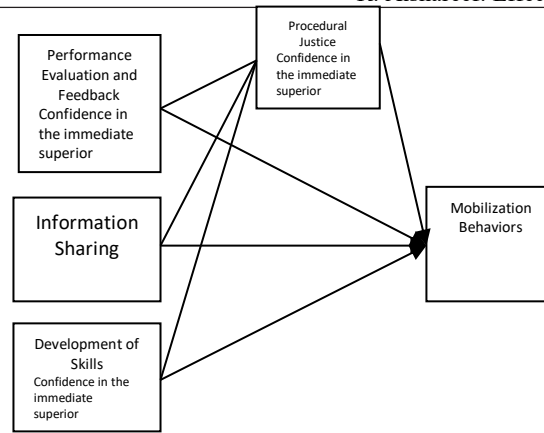 Procedural
Justice
Confidence in
the immediate
superior
Performance
Evaluation and
Feedback
Confidence in
the immediate
superior
Information
Sharing
Mobilization
Behaviors
Development of
Skills
Confidence in the
immediate
superior